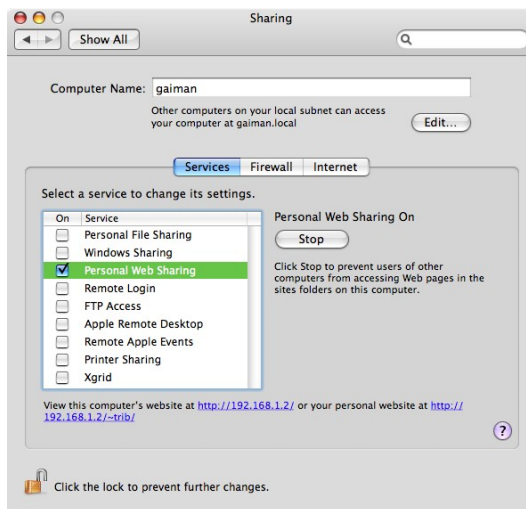 Sharing
Show All
Computer Name: gaiman
Other computers on your local subnet can access
your computer at gaiman.local
Edit...
Services Firewall Internet
Select a service to change its settings.
On Service
Personal File Sharing
Windows Sharing
Personal Web Sharing
Remote Login
FTP Access
Apple Remote Desktop
Remote Apple Events
Printer Sharing
Xgrid
Personal Web Sharing On
Stop
Click Stop to prevent users of other
computers from accessing Web pages in the
sites folders on this computer.
View this computer's website at http://192.168.1.2/ or your personal website at http://
192.168.1.2/~trib/
?
Click the lock to prevent further changes.